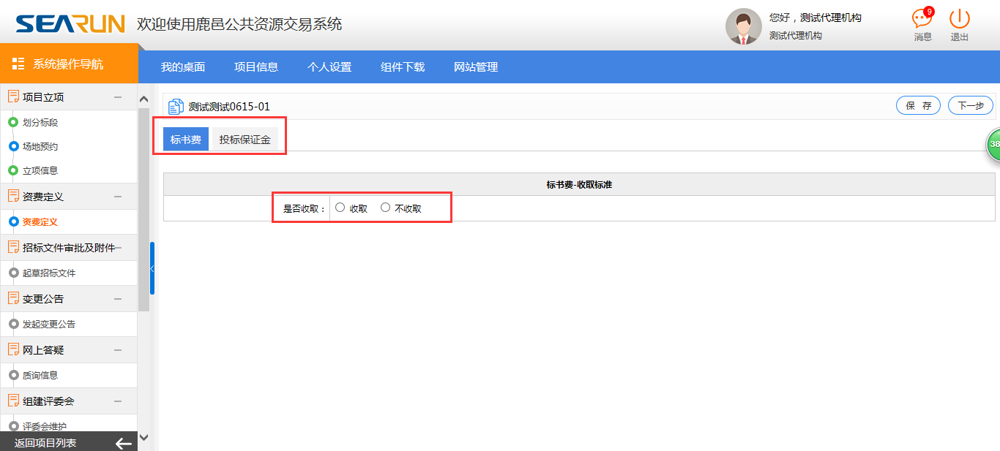 SEARUN 欢迎使用鹿邑公共资源交易系统
您好，测试代理机构
测试代理机构
9
消息 退出
系统操作导航
我的桌面 项目信息 个人设置 组件下载 网站管理
项目立项
划分标段
场地预约
立项信息
资费定义
资费定义
招标文件审批及附件
起草招标文件
变更公告
发起变更公告
网上答疑
质询信息
组建评委会
评委会维护
返回项目列表
测试测试0615-01
保 存 下一步
标书费 投标保证金
38
标书费-收取标准
是否收取： 收取 不收取